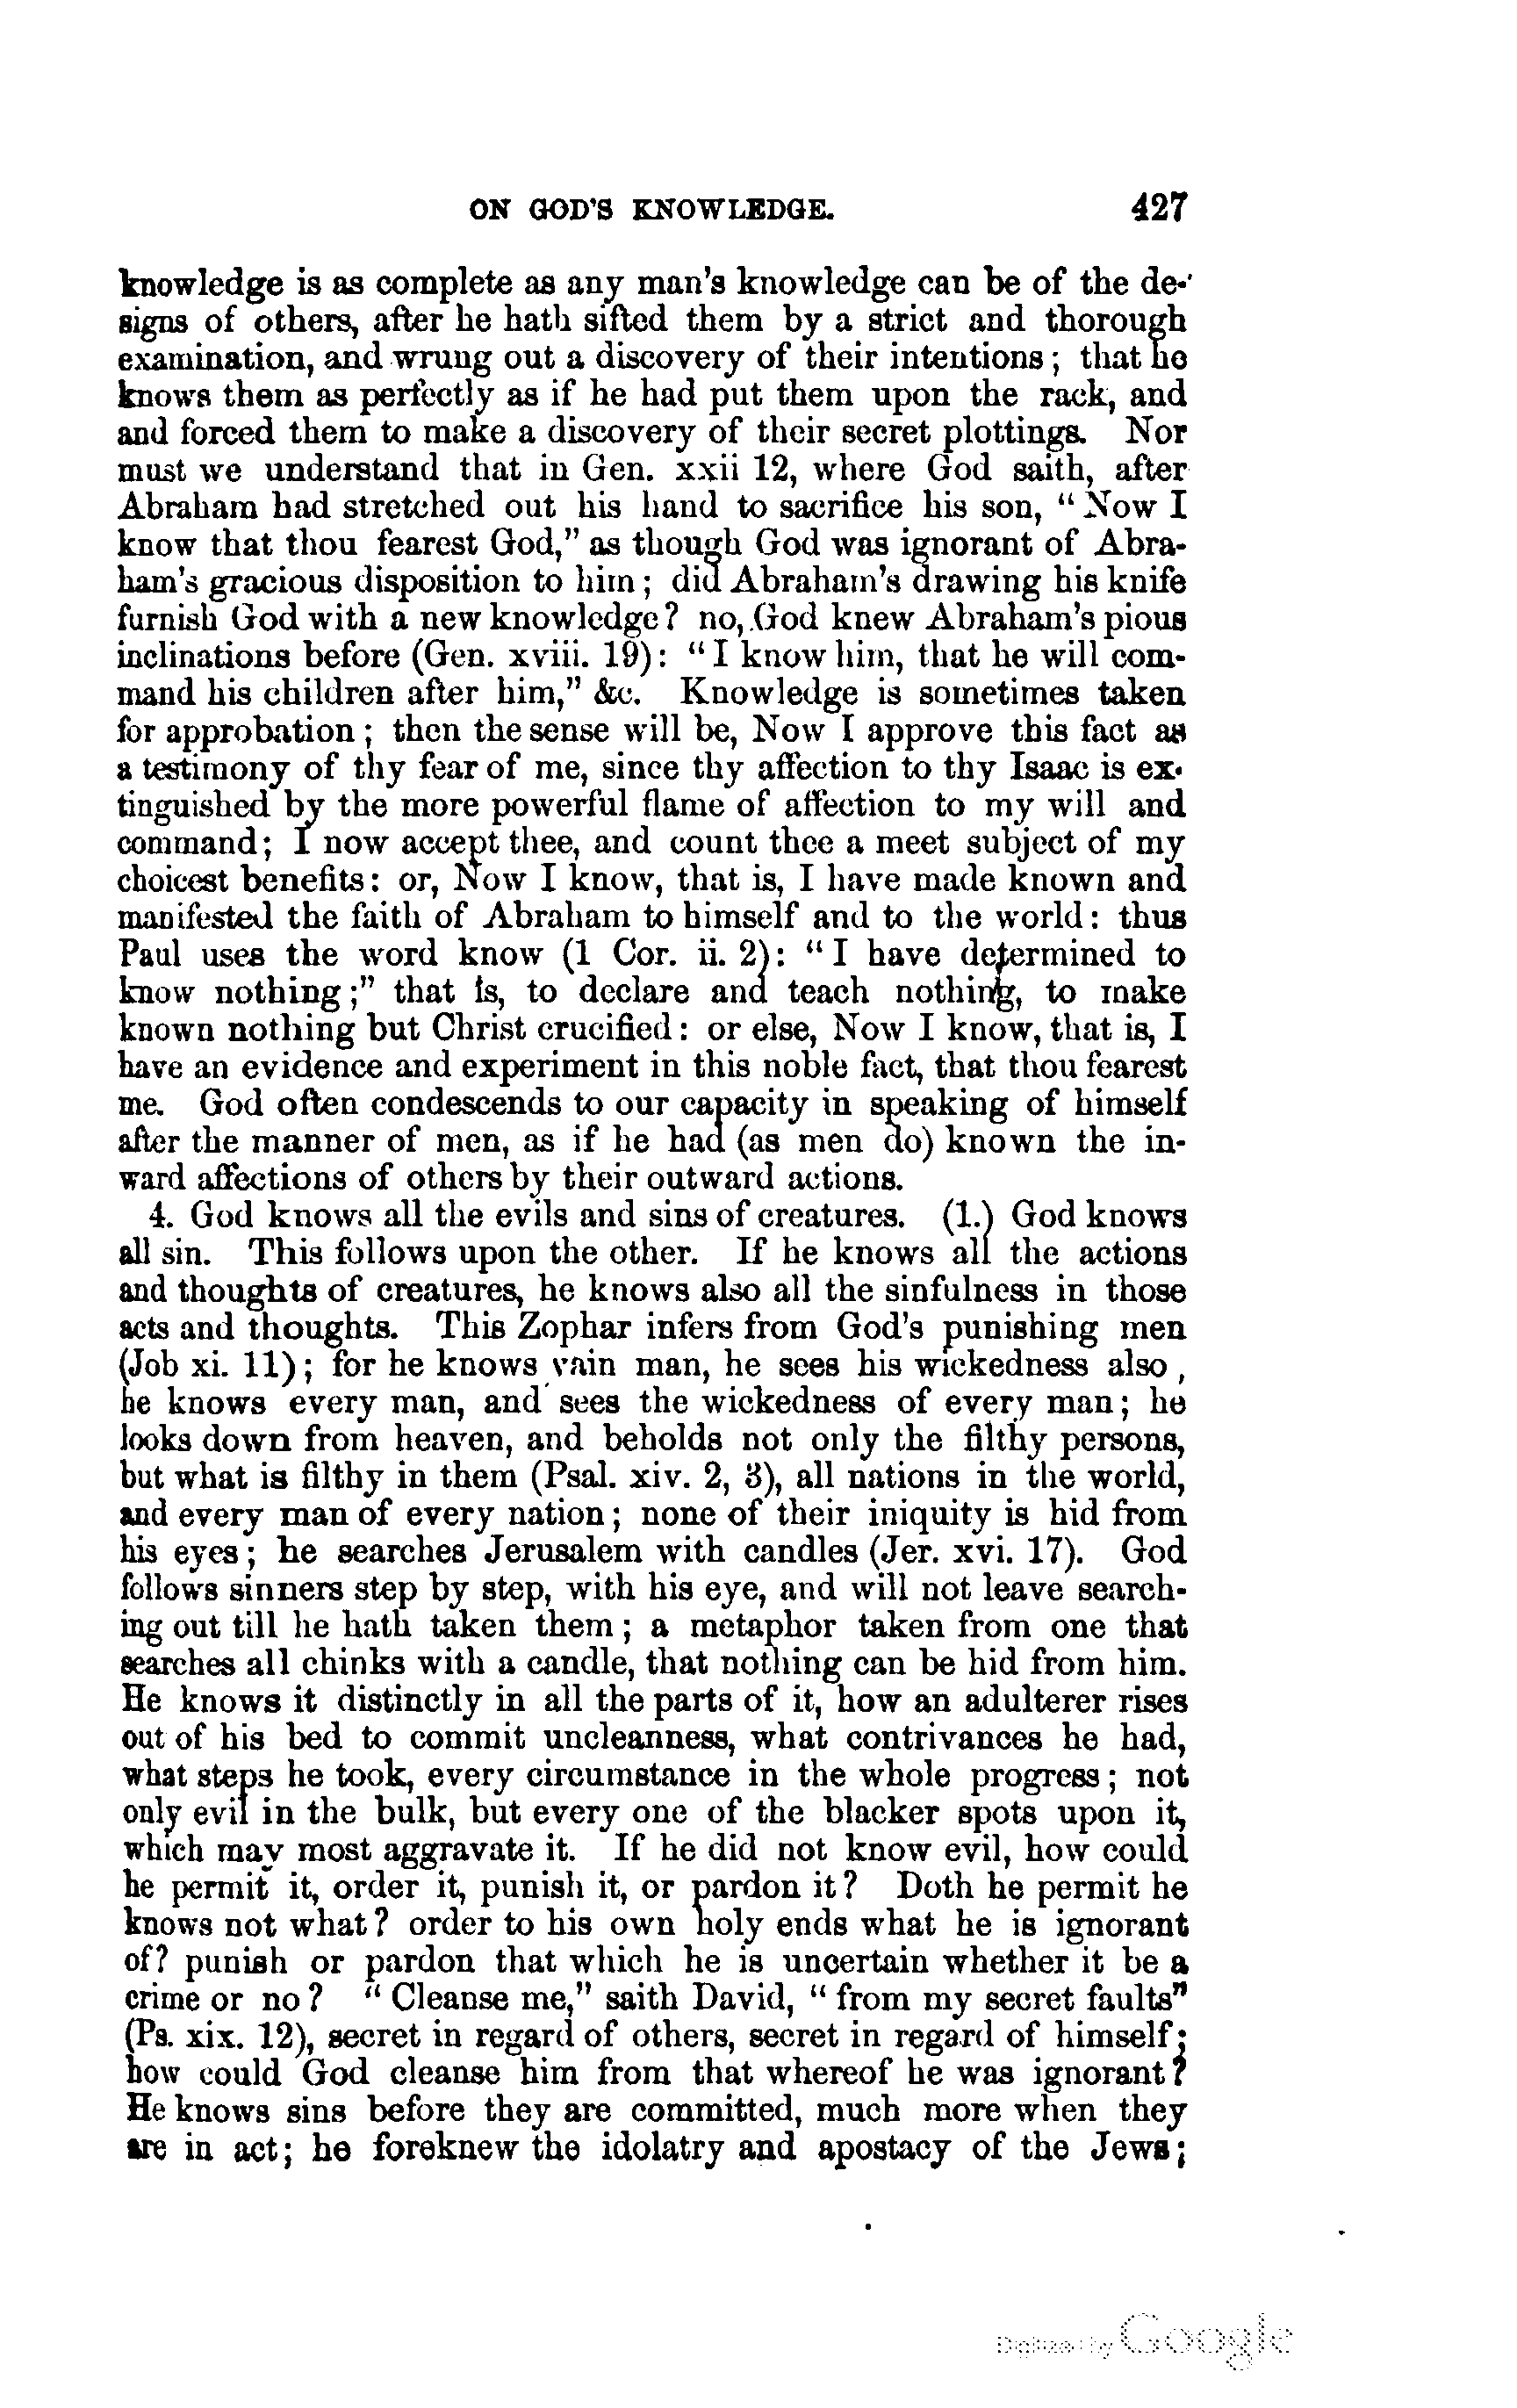 ON GOD'S KNOWLEDGE. 427
knowledge is as complete as any man's knowledge can be of the de-
signs of others, after he hath sifted them by a strict and thorough
examination, and wrung out a discovery of their intentions; that he
knows them as perfectly as if he had put them upon the rack, and
and forced them to make a discovery of their secret plottings. Nor
must we understand that in Gen. xxii 12, where God saith, after
Abraham had stretched out his hand to sacrifice his son, "Now I
know that thou fearest God," as though God was ignorant of Abra-
ham's gracious disposition to him; did Abraham's drawing his knife
furnish God with a new knowledge? no, God knew Abraham's pious
inclinations before (Gen. xviii. 19): "I know him, that he will com-
mand his children after him," &c. Knowledge is sometimes taken
for approbation; then the sense will be, Now I approve this fact as
a testimony of thy fear of me, since thy affection to thy Isaac is ex-
tinguished by the more powerful flame of affection to my will and
command; I now accept thee, and count thee a meet subject of my
choicest benefits: or, Now I know, that is, I have made known and
manifested the faith of Abraham to himself and to the world: thus
Paul uses the word know (1 Cor. ii. 2): "I have determined to
know nothing;" that is, to declare and teach nothing, to make
known nothing but Christ crucified: or else, Now I know, that is, I
have an evidence and experiment in this noble fact, that thou fearest
me. God often condescends to our capacity in speaking of himself
after the manner of men, as if he had (as men do) known the in-
ward affections of others by their outward actions.
4. God knows all the evils and sins of creatures. (1.) God knows
all sin. This follows upon the other. If he knows all the actions
and thoughts of creatures, he knows also all the sinfulness in those
acts and thoughts. This Zophar infers from God's punishing men
(Job xi. 11); for he knows vain man, he sees his wickedness also,
he knows every man, and sees the wickedness of every man; he
looks down from heaven, and beholds not only the filthy persons,
but what is filthy in them (Psal. xiv. 2, 3), all nations in the world,
and every man of every nation; none of their iniquity is hid from
his eyes; he searches Jerusalem with candles (Jer. xvi. 17). God
follows sinners step by step, with his eye, and will not leave search-
ing out till he hath taken them; a metaphor taken from one that
searches all chinks with a candle, that nothing can be hid from him.
He knows it distinctly in all the parts of it, how an adulterer rises
out of his bed to commit uncleanness, what contrivances he had,
what steps he took, every circumstance in the whole progress; not
only evil in the bulk, but every one of the blacker spots upon it,
which may most aggravate it. If he did not know evil, how could
he permit it, order it, punish it, or pardon it? Doth he permit he
knows not what? order to his own holy ends what he is ignorant
of? punish or pardon that which he is uncertain whether it be a
crime or no? "Cleanse me," saith David, "from my secret faults"
(Ps. xix. 12), secret in regard of others, secret in regard of himself;
how could God cleanse him from that whereof he was ignorant?
He knows sins before they are committed, much more when they
are in act; he foreknew the idolatry and apostacy of the Jews;
Digitized by Google